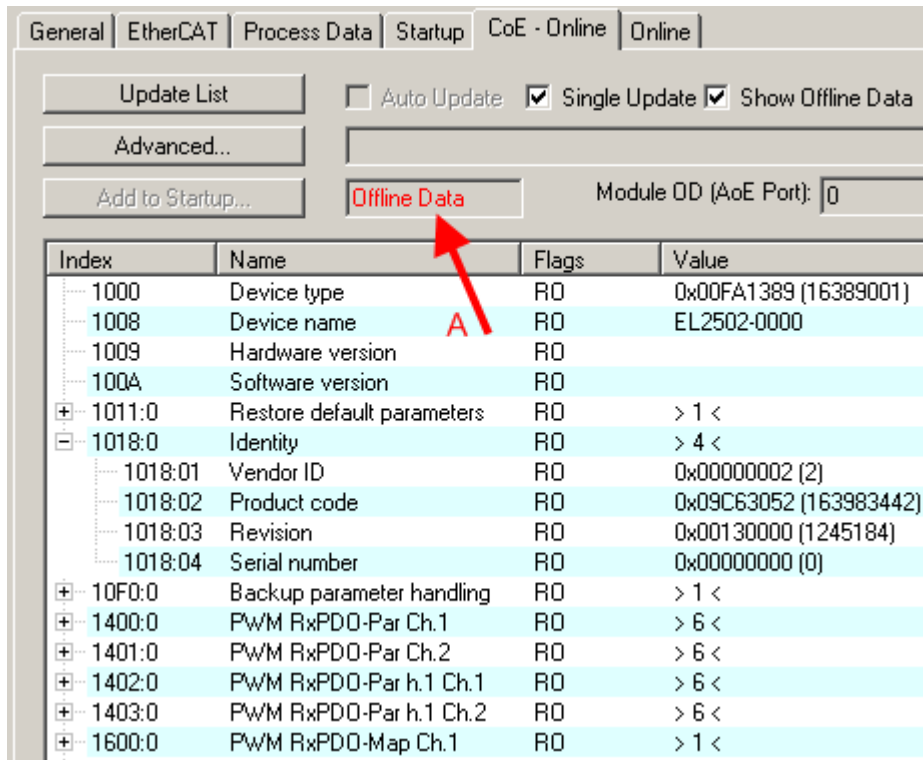 General EtherCAT Process Data Startup CoE - Online Online
Update List Auto Update Single Update Show Offline Data
Advanced...
Add to Startup... Offline Data Module OD (AoE Port): 0
Index Name Flags Value
1000 Device type RO 0x00FA1389 (16389001)
1008 Device name RO EL2502-0000
A
1009 Hardware version RO
100A Software version RO
1011:0 Restore default parameters RO > 1 <
1018:0 Identity RO > 4 <
1018:01 Vendor ID RO 0x00000002 (2)
1018:02 Product code RO 0x09C63052 (163983442)
1018:03 Revision RO 0x00130000 (1245184)
1018:04 Serial number RO 0x00000000 (0)
10F0:0 Backup parameter handling RO > 1 <
1400:0 PWM RxPDO-Par Ch.1 RO > 6 <
1401:0 PWM RxPDO-Par Ch.2 RO > 6 <
1402:0 PWM RxPDO-Par h.1 Ch.1 RO > 6 <
1403:0 PWM RxPDO-Par h.1 Ch.2 RO > 6 <
1600:0 PWM RxPDO-Map Ch.1 RO > 1 <